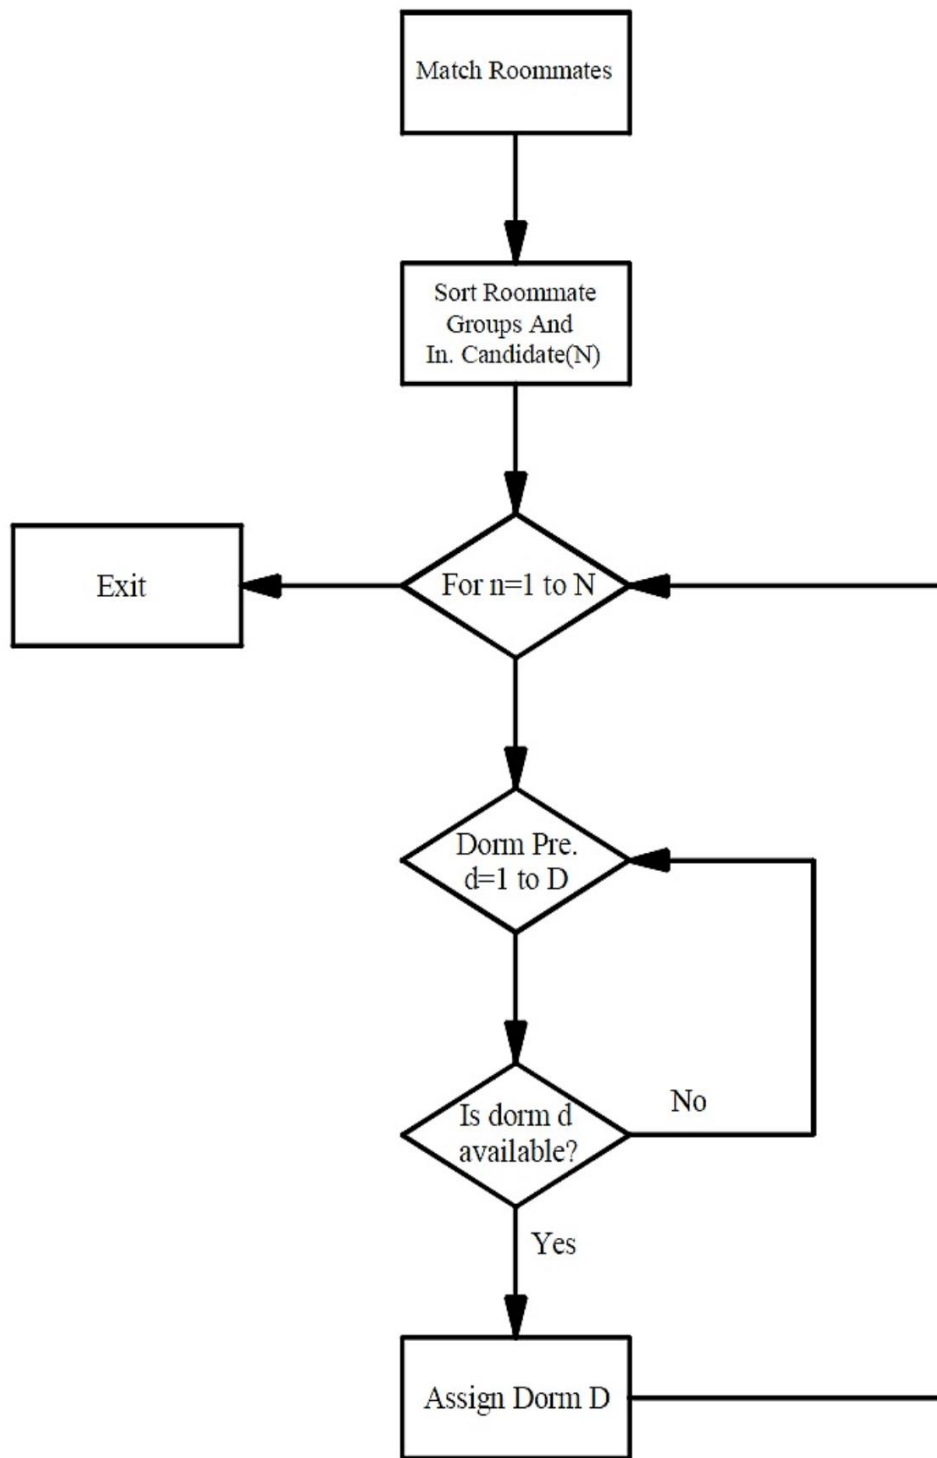 Match Roommates
Sort Roommate
Groups And
In. Candidate(N)
Exit
For n=1 to N
Dorm Pre.
d=1 to D
Is dorm d
available?
No
Yes
Assign Dorm D